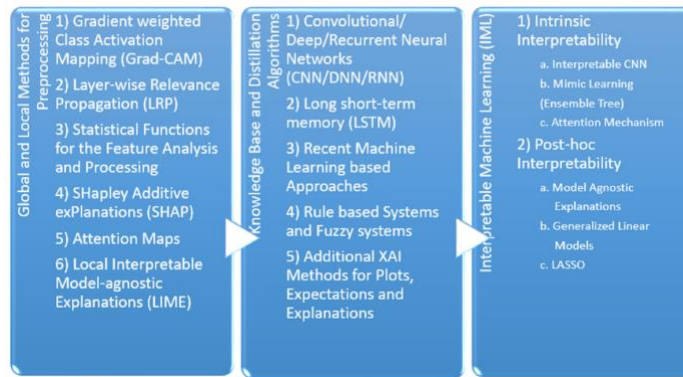 Global and Local Methods for
Preprocessing
1) Gradient weighted
Class Activation
Mapping (Grad-CAM)
2) Layer-wise Relevance
Propagation (LRP)
3) Statistical Functions
for the Feature Analysis
and Processing
4) SHapley Additive
exPlanations (SHAP)
5) Attention Maps
6) Local Interpretable
Model-agnostic
Explanations (LIME)
Knowledge Base and Distillation
Algorithms
1) Convolutional/
Deep/Recurrent Neural
Networks
(CNN/DNN/RNN)
2) Long short-term
memory (LSTM)
3) Recent Machine
Learning based
Approaches
4) Rule based Systems
and Fuzzy systems
5) Additional XAI
Methods for Plots,
Expectations and
Explanations
Interpretable Machine Learning (IML)
1) Intrinsic
Interpretability
a. Interpretable CNN
b. Mimic Learning
(Ensemble Tree)
c. Attention Mechanism
2) Post-hoc
Interpretability
a. Model Agnostic
Explanations
b. Generalized Linear
Models
c. LASSO